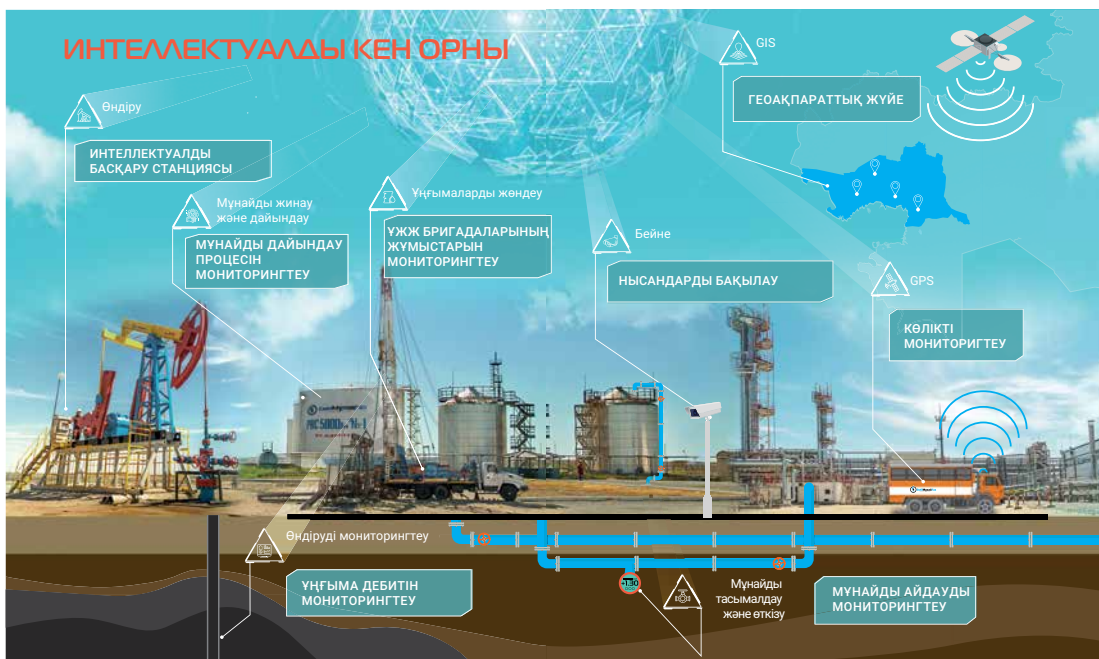 ИНТЕЛЛЕКТУАЛДЫ КЕН ОРНЫ
GIS
ГЕОАҚПАРАТТЫҚ ЖҮЙЕ
Өндіру
ИНТЕЛЛЕКТУАЛДЫ
БАСҚАРУ СТАНЦИЯСЫ
Мұнайды жинау
және дайындау
МҰНАЙДЫ ДАЙЫНДАУ
ПРОЦЕСІН
МОНИТОРИНГТЕУ
Ұңғымаларды жөндеу
ҰЖЖ БРИГАДАЛАРЫНЫҢ
ЖҰМЫСТАРЫН
МОНИТОРИНГТЕУ
Бейне
НЫСАНДАРДЫ БАҚЫЛАУ
GPS
КӨЛІКТІ
МОНИТОРИГТЕУ
Өндіруді мониторингтеу
ҰҢҒЫМА ДЕБИТІН
МОНИТОРИНГТЕУ
Мұнайды
тасымалдау
және өткізу
МҰНАЙДЫ АЙДАУДЫ
МОНИТОРИНГТЕУ